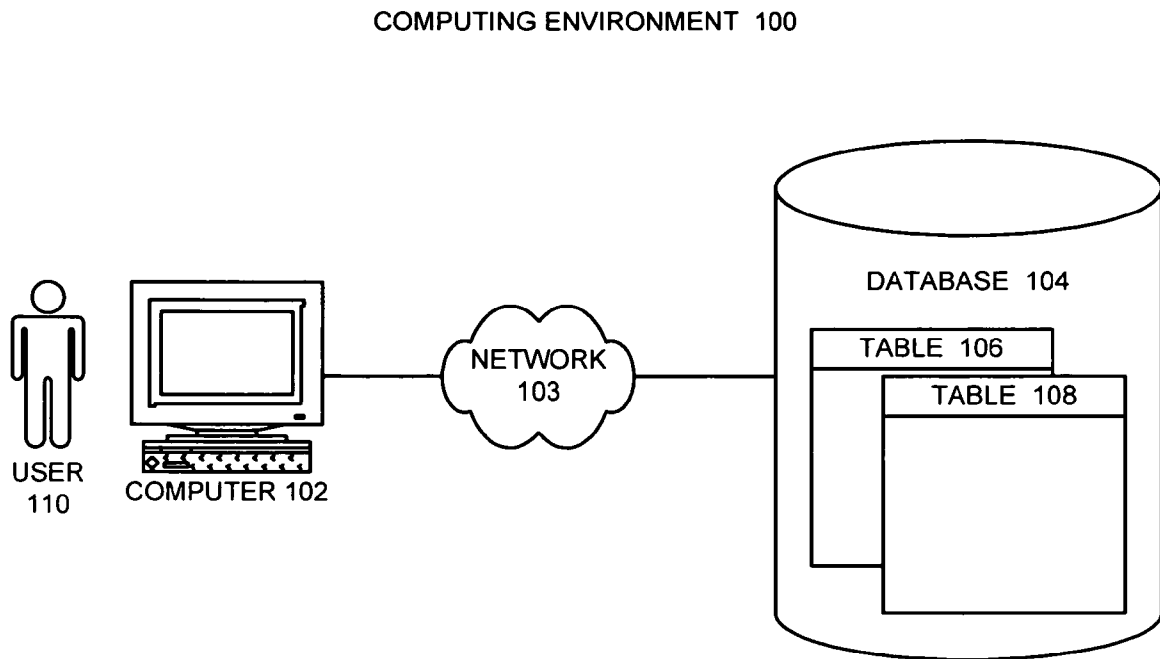 COMPUTING ENVIRONMENT 100
DATABASE 104
TABLE 106
TABLE 108
NETWORK
103
USER
110
COMPUTER 102